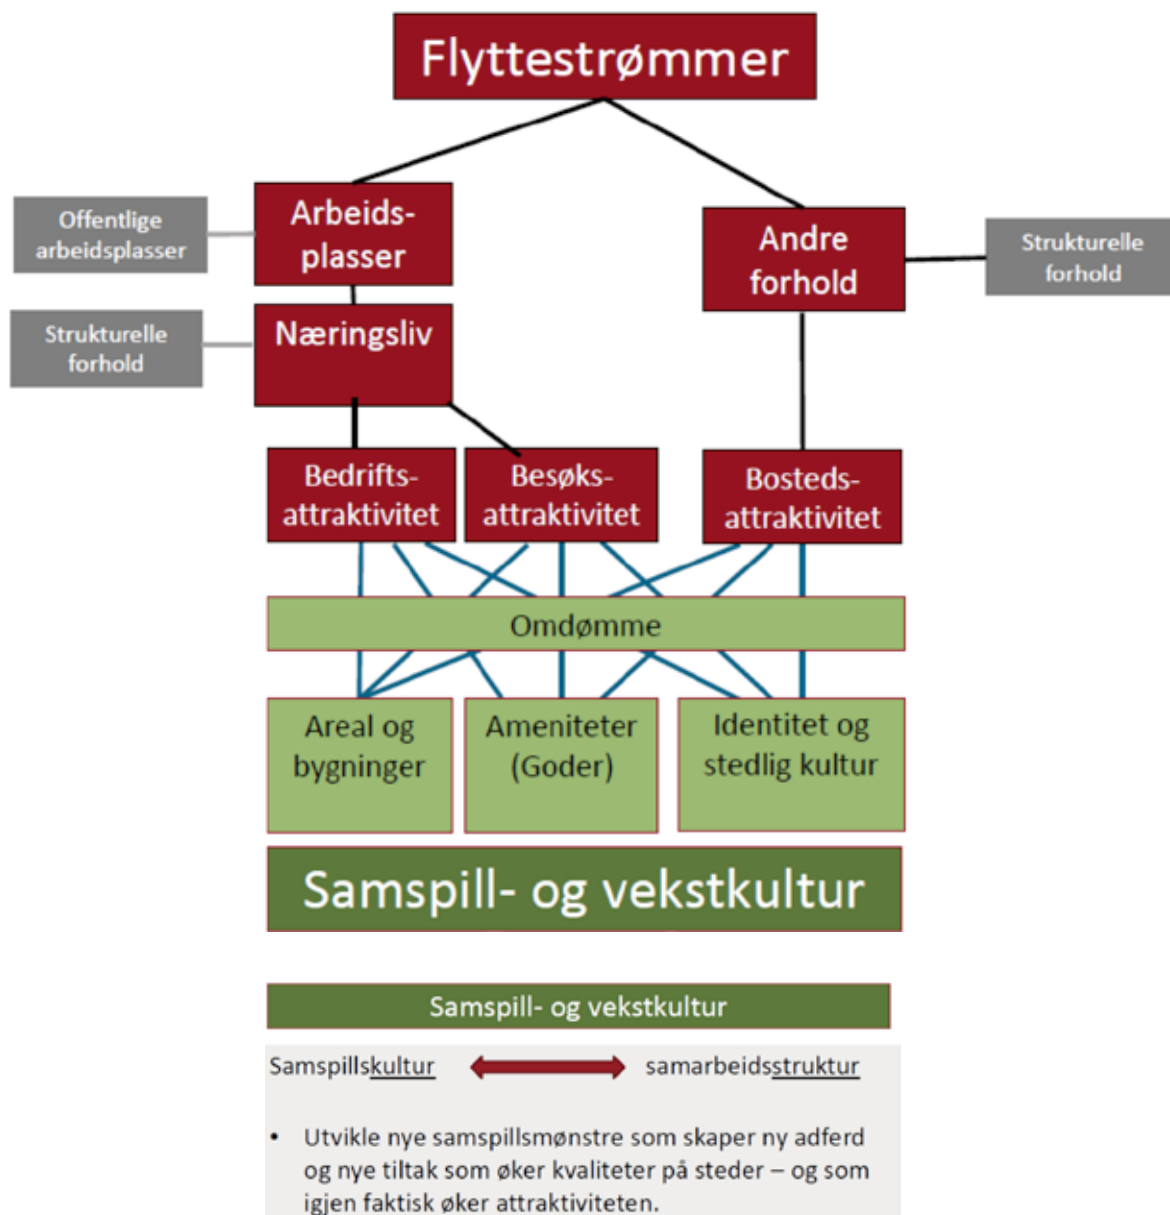 Flyttestrømmer
Offentlige
arbeidsplasser
Arbeids-
plasser
Andre
forhold
Strukturelle
forhold
Strukturelle
forhold
Næringsliv
Bedrifts-
attraktivitet
Besøks-
attraktivitet
Bosteds-
attraktivitet
Omdømme
Areal og
bygninger
Ameniteter
(Goder)
Identitet og
stedlig kultur
Samspill- og vekstkultur
Samspill- og vekstkultur
Samspillskultur samarbeidsstruktur
• Utvikle nye samspillsmønstre som skaper ny adferd
og nye tiltak som øker kvaliteter på steder – og som
igjen faktisk øker attraktiviteten.